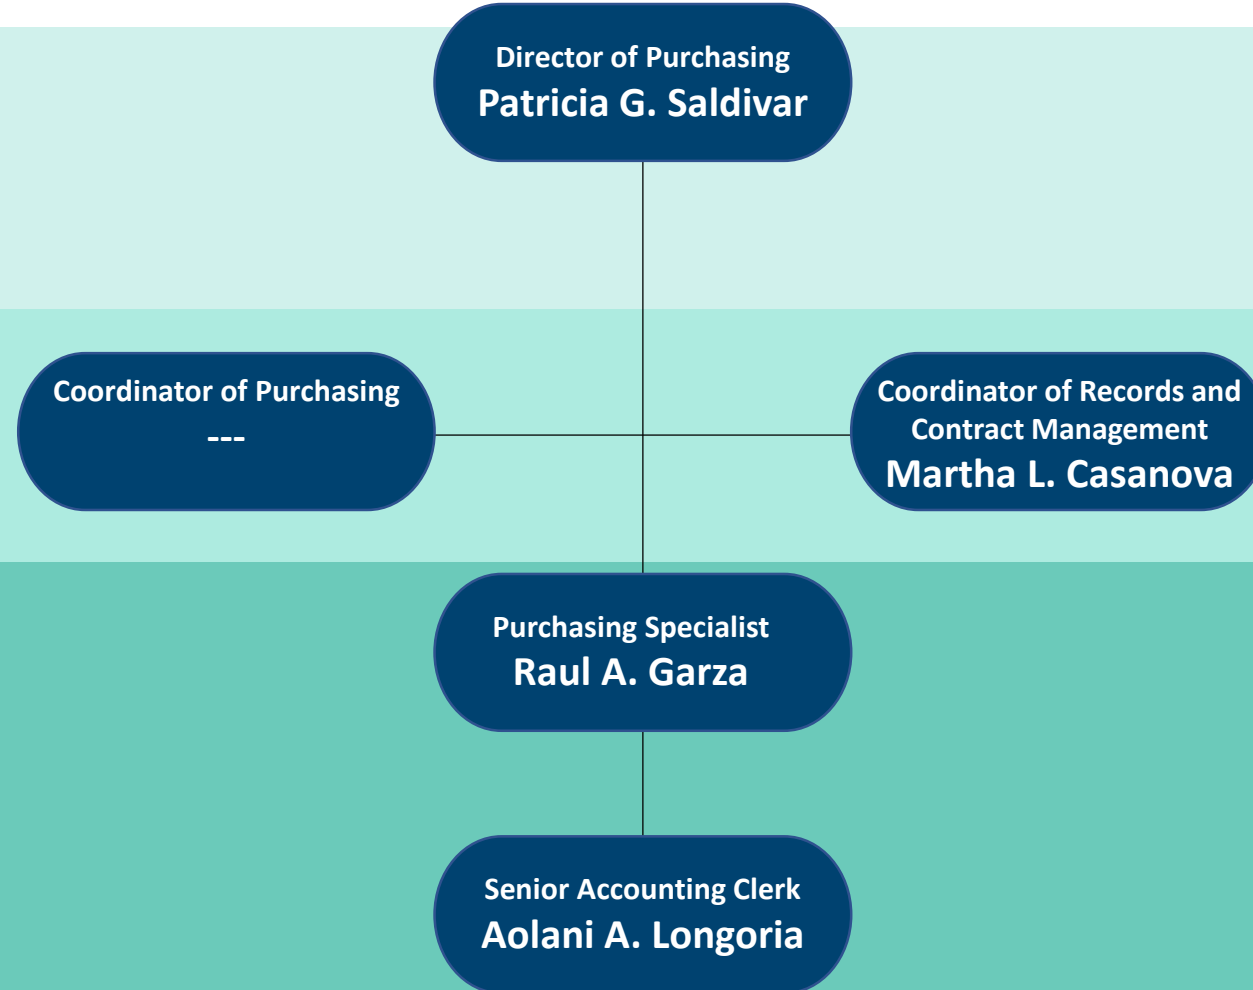 Director of Purchasing
Patricia G. Saldivar
Coordinator of Purchasing
---
Coordinator of Records and
Contract Management
Martha L. Casanova
Purchasing Specialist
Raul A. Garza
Senior Accounting Clerk
Aolani A. Longoria